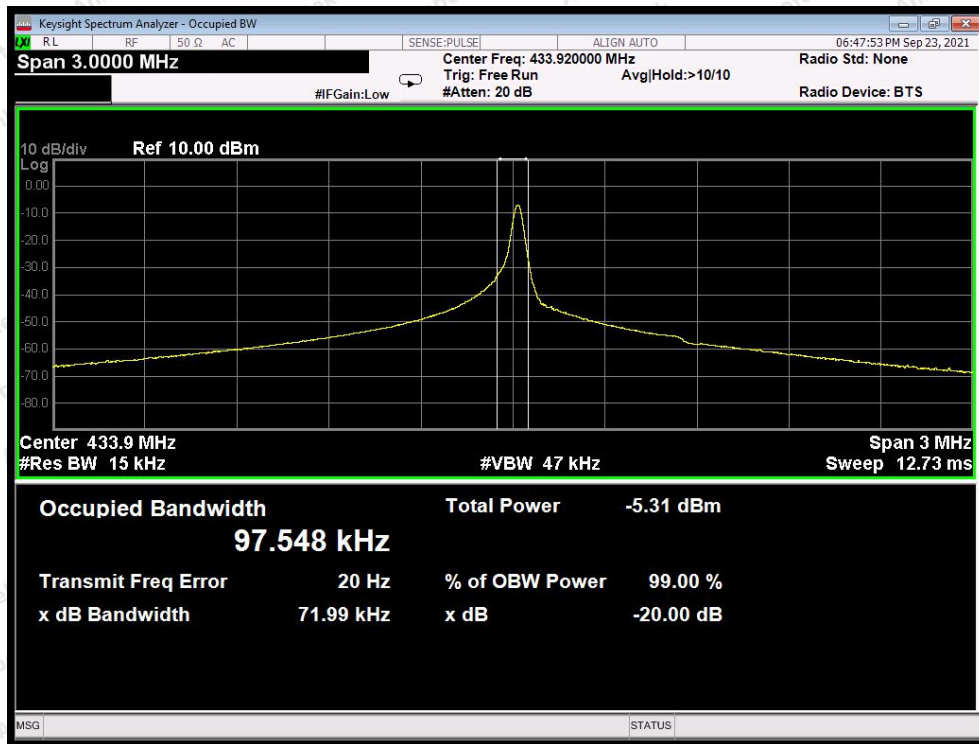 Keysight Spectrum Analyzer - Occupied BW
LXI RL RF 50 Ω AC SENSE:PULSE ALIGN AUTO 06:47:53 PM Sep 23, 2021
Span 3.0000 MHz Center Freq: 433.920000 MHz Radio Std: None
Trig: Free Run Avg|Hold:>10/10
#IFGain:Low #Atten: 20 dB Radio Device: BTS
10 dB/div Ref 10.00 dBm
Log
0.00
-10.0
-20.0
-30.0
-40.0
-50.0
-60.0
-70.0
-80.0
Center 433.9 MHz Span 3 MHz
#Res BW 15 kHz #VBW 47 kHz Sweep 12.73 ms
Occupied Bandwidth Total Power -5.31 dBm
97.548 kHz
Transmit Freq Error 20 Hz % of OBW Power 99.00 %
x dB Bandwidth 71.99 kHz x dB -20.00 dB
MSG STATUS